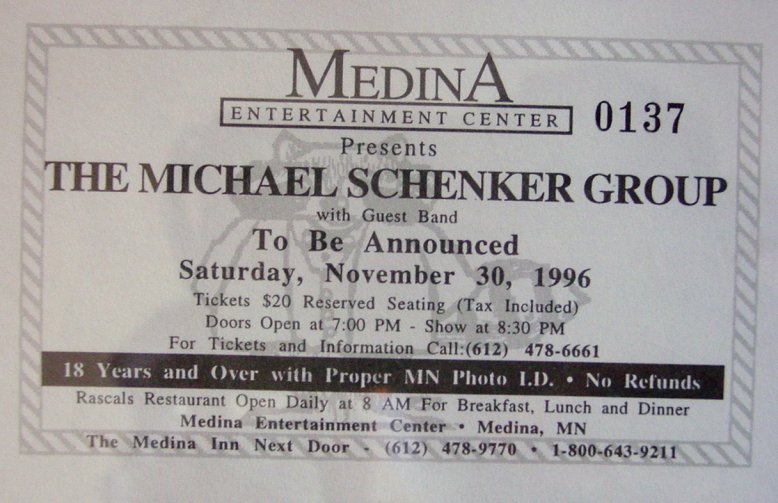 MEDINA
ENTERTAINMENT CENTER 0137
Presents
THE MICHAEL SCHENKER GROUP
with Guest Band
To Be Announced
Saturday, November 30, 1996
Tickets $20 Reserved Seating (Tax Included)
Doors Open at 7:00 PM - Show at 8:30 PM
For Tickets and Information Call:(612) 478-6661
18 Years and Over with Proper MN Photo I.D. • No Refunds
Rascals Restaurant Open Daily at 8 AM For Breakfast, Lunch and Dinner
Medina Entertainment Center • Medina, MN
The Medina Inn Next Door - (612) 478-9770 • 1-800-643-9211